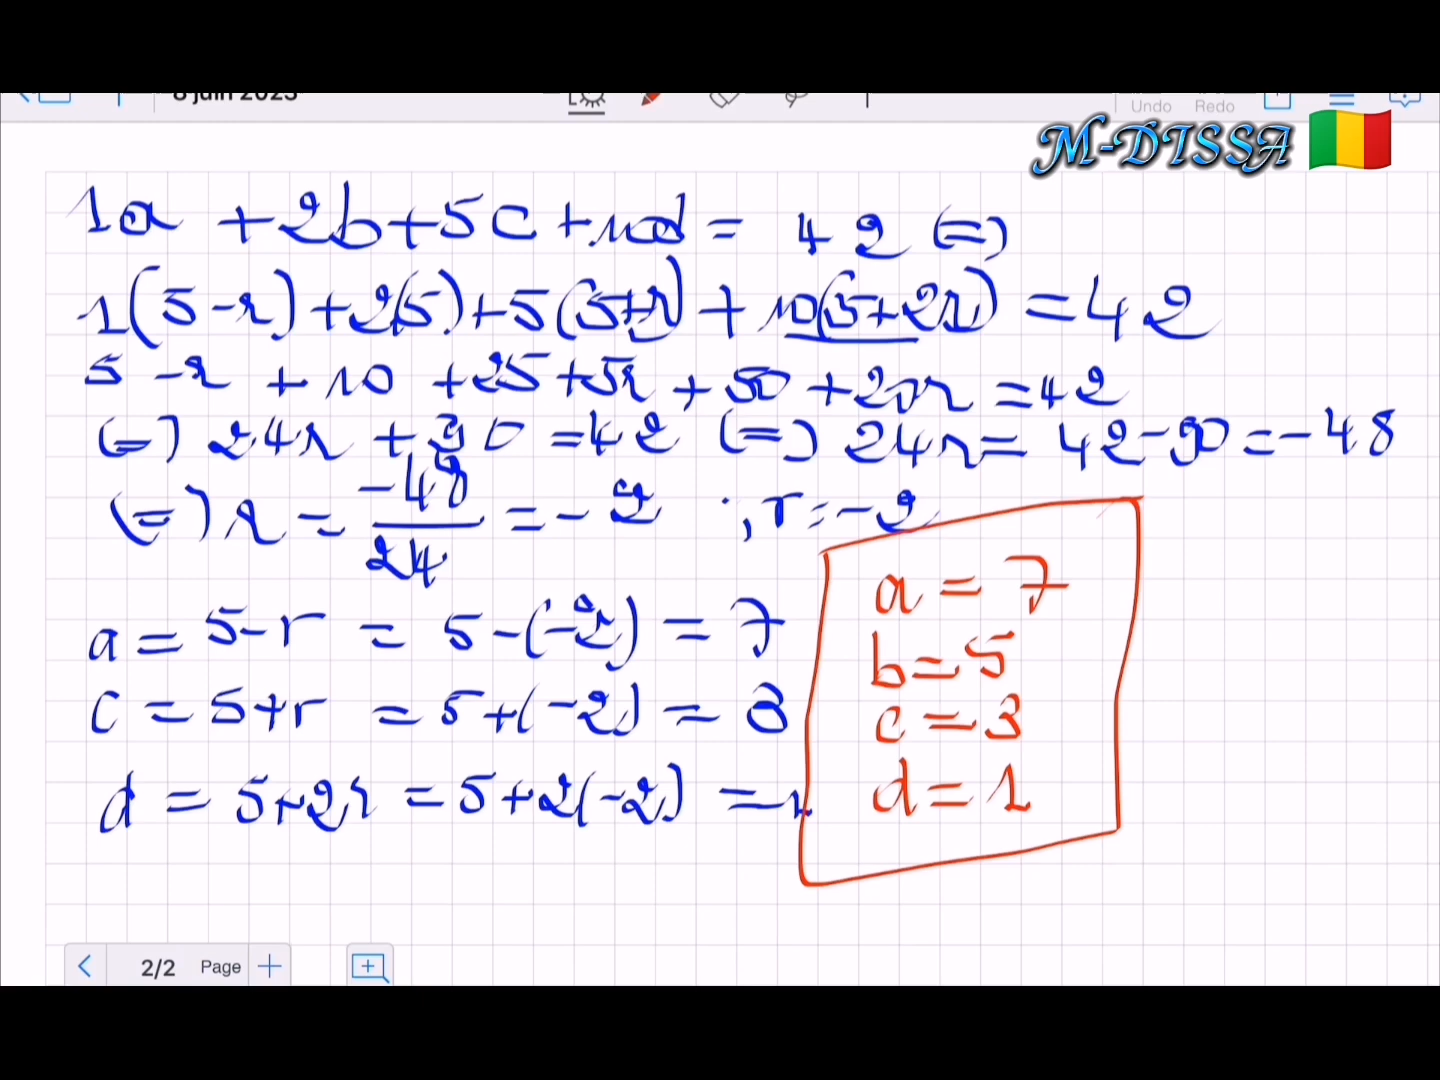 8 juin 2023
Undo Redo
M-DISSA
1a + 2b + 5c + 10d = 42 (=)
1(5-r) + 2(5) + 5(5+r) + 10(5+2r) = 42
5 - r + 10 + 25 + 5r + 50 + 20r = 42
(=) 24r + 90 = 42 (=) 24r = 42 - 90 = -48
(=) r = -48/24 = -2 ; r = -2
a = 5 - r = 5 - (-2) = 7
c = 5 + r = 5 + (-2) = 3
d = 5 + 2r = 5 + 2(-2) = 1
a = 7
b = 5
c = 3
d = 1
2/2 Page